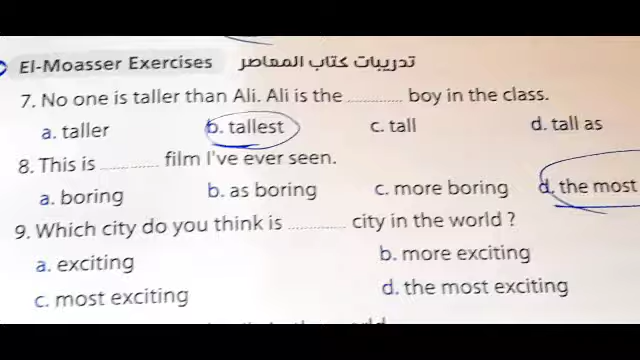 El-Moasser Exercises تدريبات كتاب المعاصر
7. No one is taller than Ali. Ali is the ............ boy in the class.
a. taller b. tallest c. tall d. tall as
8. This is ............ film I've ever seen.
a. boring b. as boring c. more boring d. the most
9. Which city do you think is ............ city in the world ?
a. exciting b. more exciting
c. most exciting d. the most exciting